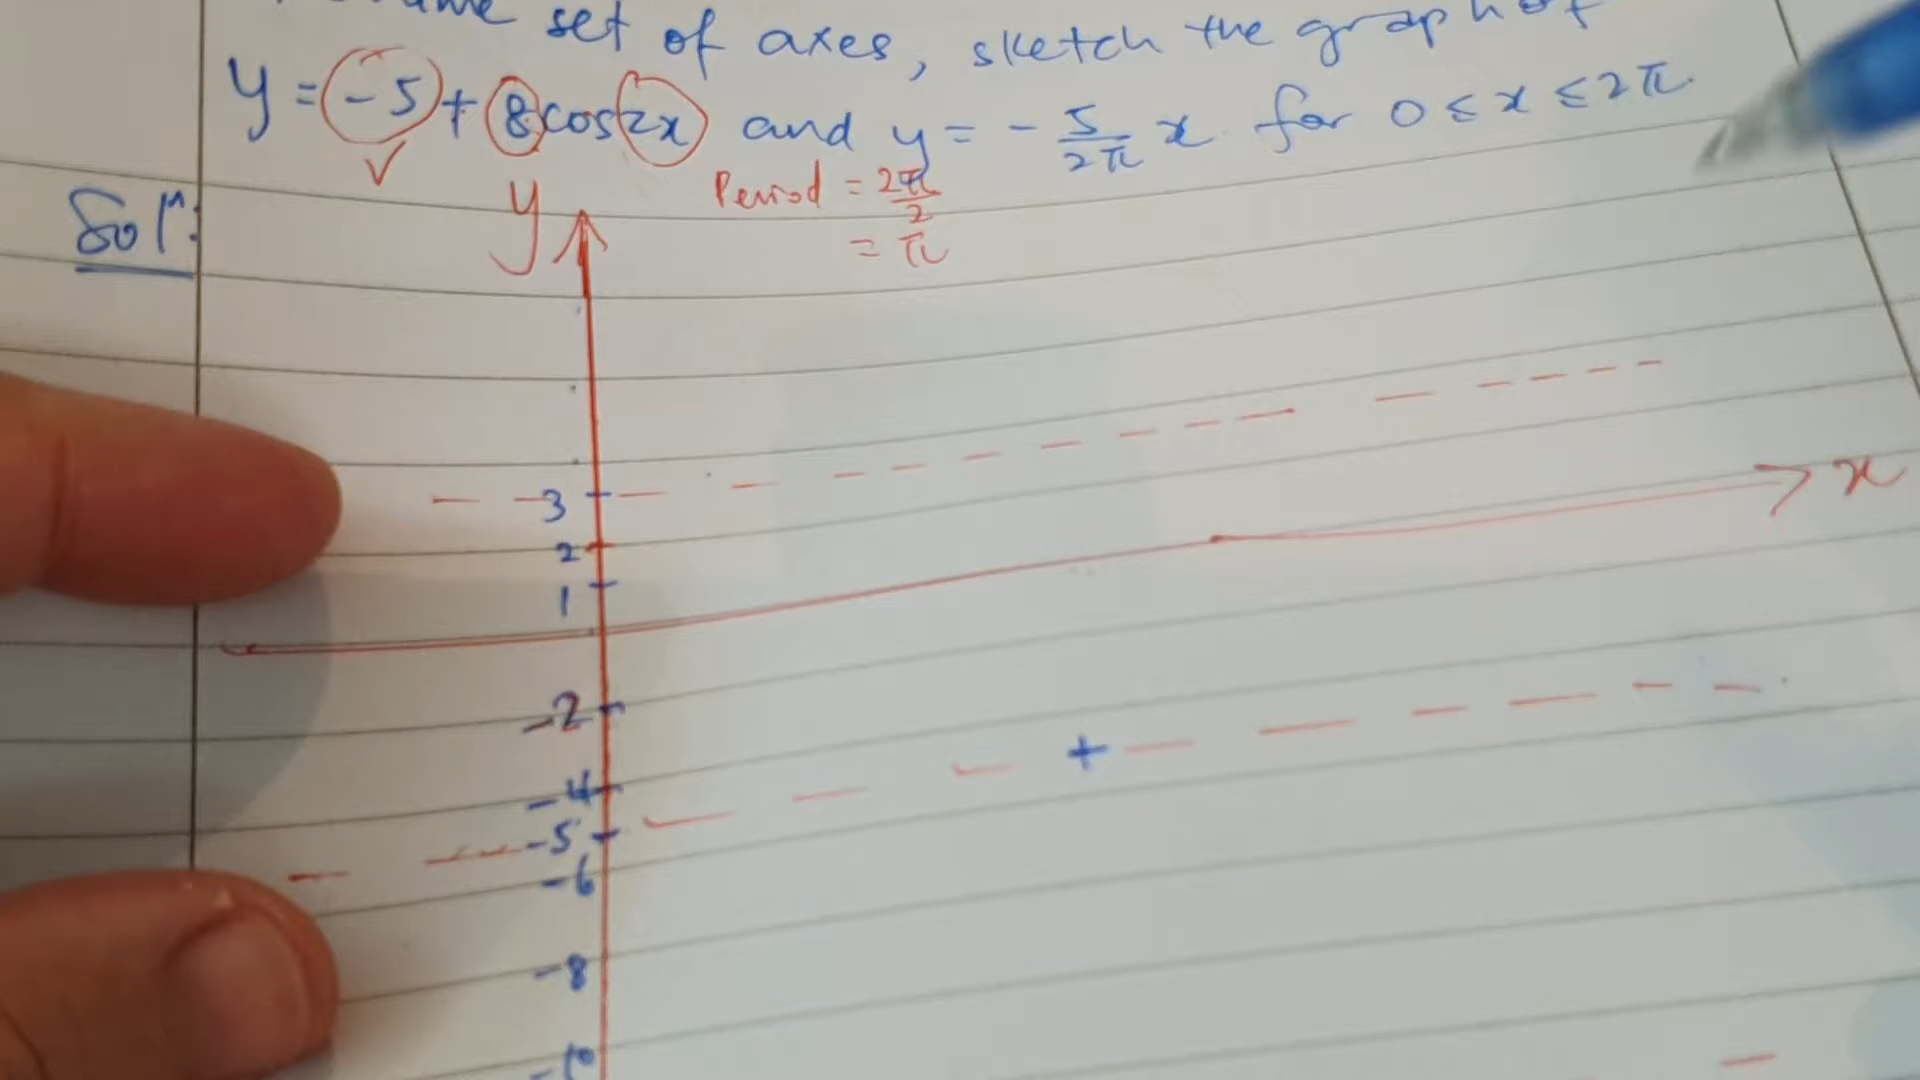 set of axes, sketch the graph of
y = -5 + 8cos2x and y = - 5/2π x for 0 ≤ x ≤ 2π
Period = 2π/2
= π
Solⁿ:
y
x
3
2
1
-2
-4
-5
-6
-8
-10